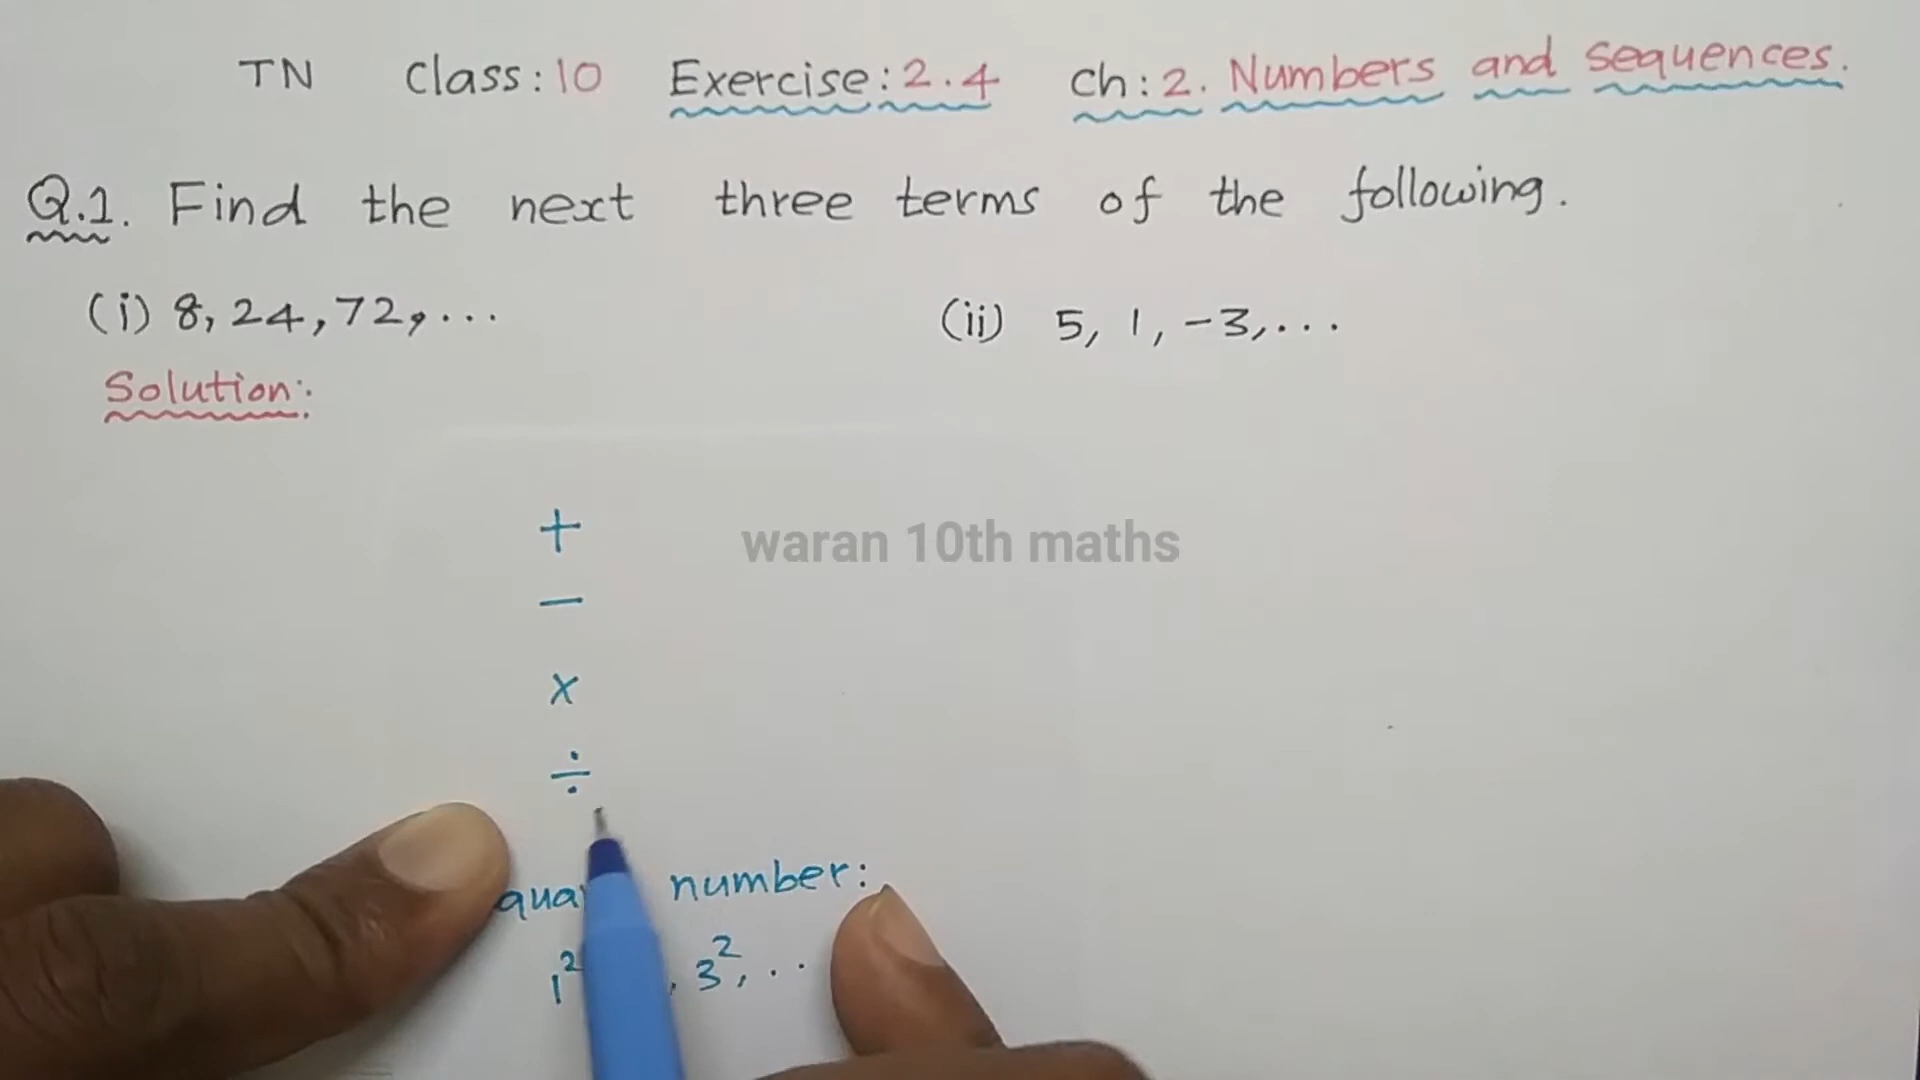 TN Class: 10 Exercise: 2.4 Ch: 2. Numbers and Sequences.
Q.1. Find the next three terms of the following.
(i) 8, 24, 72, ... (ii) 5, 1, -3, ...
Solution:
+
waran 10th maths
-
×
÷
number:
1² , 3², ...